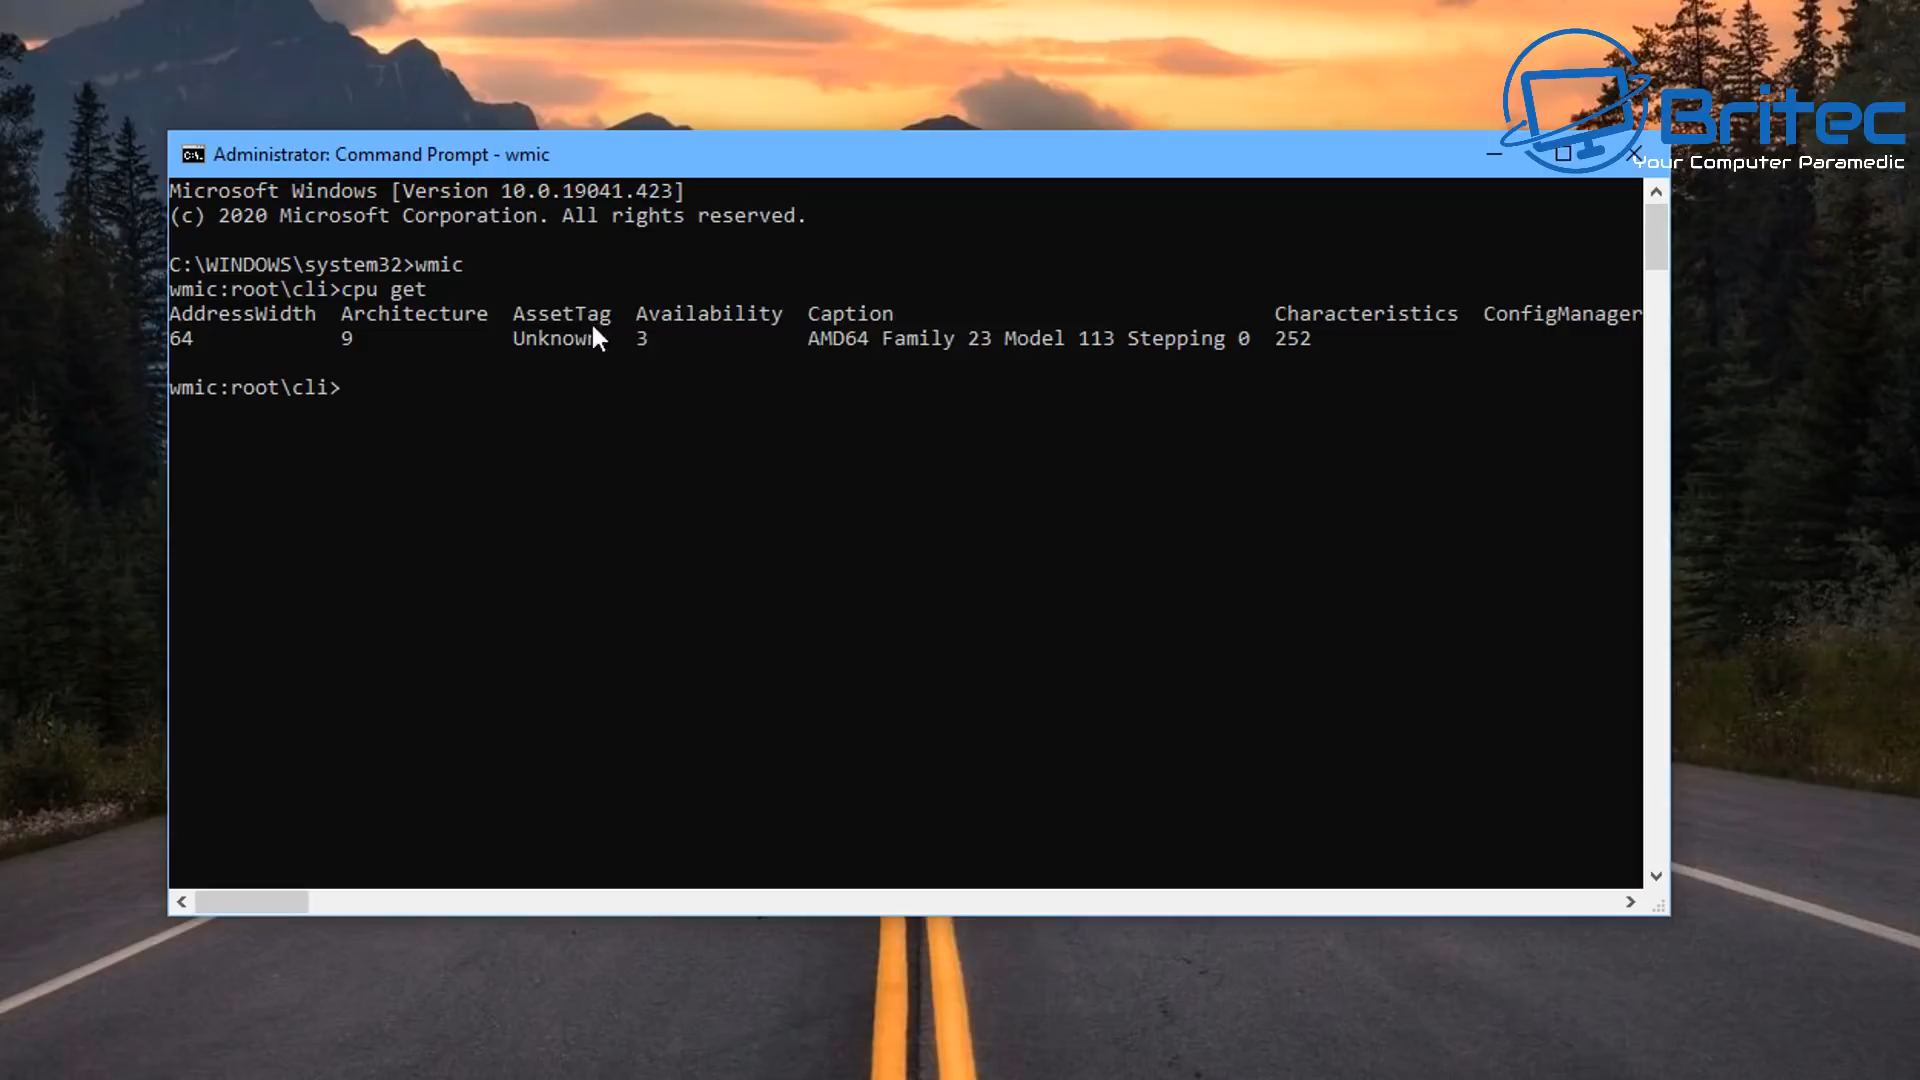 Britec
Your Computer Paramedic
Administrator: Command Prompt - wmic
Microsoft Windows [Version 10.0.19041.423]
(c) 2020 Microsoft Corporation. All rights reserved.
C:\WINDOWS\system32>wmic
wmic:root\cli>cpu get
AddressWidth Architecture AssetTag Availability Caption Characteristics ConfigManager
64 9 Unknown 3 AMD64 Family 23 Model 113 Stepping 0 252
wmic:root\cli>